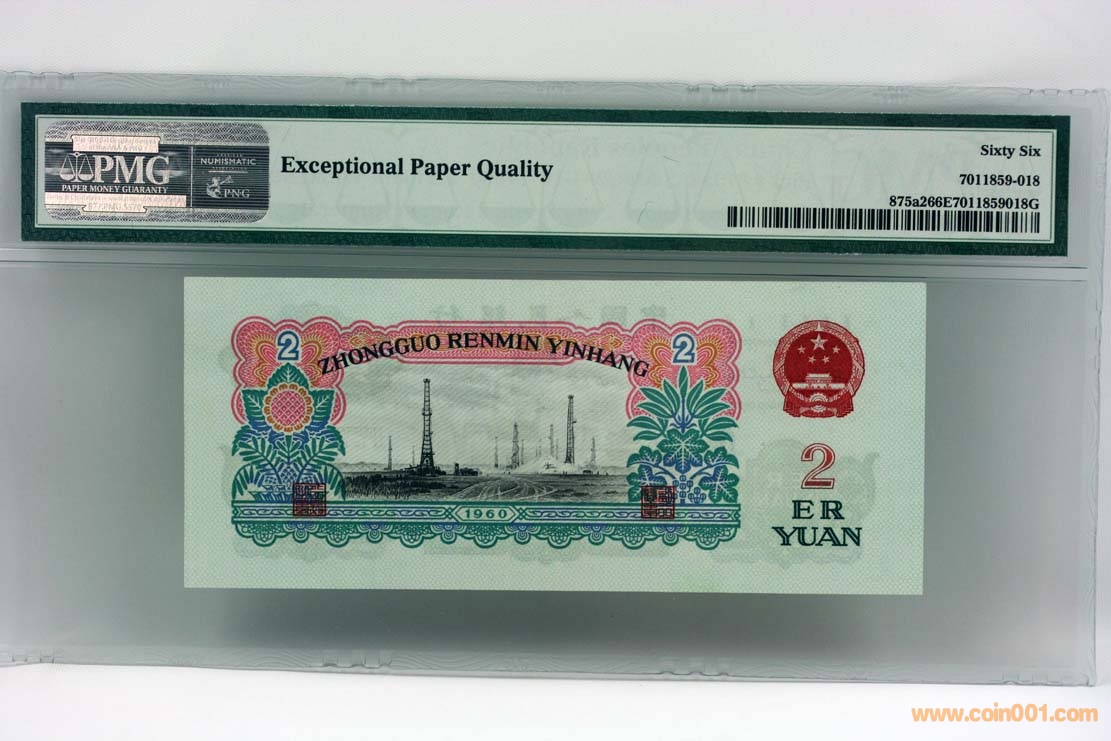 PMG
PAPER MONEY GUARANTY
NUMISMATIC
PNG
Exceptional Paper Quality
Sixty Six
7011859-018
875a266E7011859018G
2
ZHONGGUO RENMIN YINHANG
2
1960
2
ER
YUAN
www.coin001.com